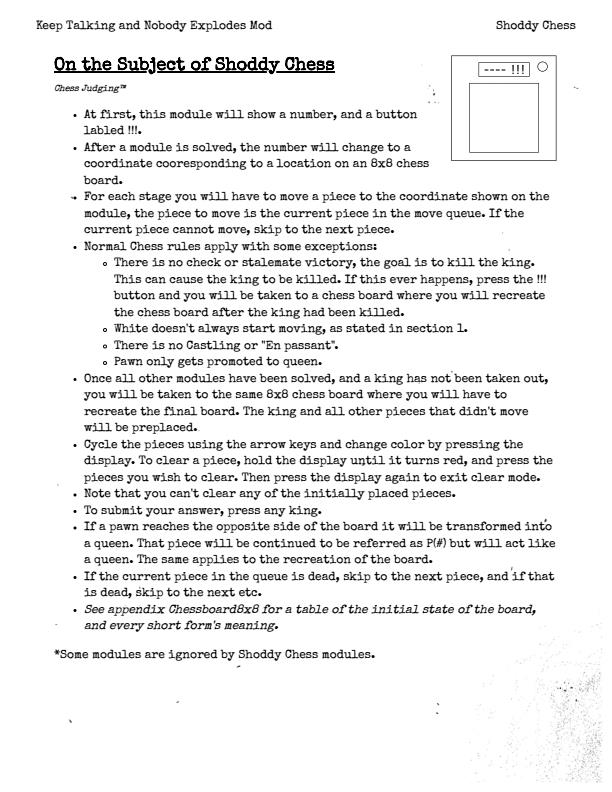 Keep Talking and Nobody Explodes Mod
Shoddy Chess
On the Subject of Shoddy Chess
---- !!!
Chess Judging™
• At first, this module will show a number, and a button
labled !!!.
• After a module is solved, the number will change to a
coordinate cooresponding to a location on an 8x8 chess
board.
• For each stage you will have to move a piece to the coordinate shown on the
module, the piece to move is the current piece in the move queue. If the
current piece cannot move, skip to the next piece.
• Normal Chess rules apply with some exceptions:
o There is no check or stalemate victory, the goal is to kill the king.
This can cause the king to be killed. If this ever happens, press the !!!
button and you will be taken to a chess board where you will recreate
the chess board after the king had been killed.
o White doesn't always start moving, as stated in section 1.
o There is no Castling or "En passant".
o Pawn only gets promoted to queen.
• Once all other modules have been solved, and a king has not been taken out,
you will be taken to the same 8x8 chess board where you will have to
recreate the final board. The king and all other pieces that didn't move
will be preplaced.
• Cycle the pieces using the arrow keys and change color by pressing the
display. To clear a piece, hold the display until it turns red, and press the
pieces you wish to clear. Then press the display again to exit clear mode.
• Note that you can't clear any of the initially placed pieces.
• To submit your answer, press any king.
• If a pawn reaches the opposite side of the board it will be transformed into
a queen. That piece will be continued to be referred as P(#) but will act like
a queen. The same applies to the recreation of the board.
• If the current piece in the queue is dead, skip to the next piece, and if that
is dead, skip to the next etc.
• See appendix Chessboard8x8 for a table of the initial state of the board,
and every short form's meaning.
*Some modules are ignored by Shoddy Chess modules.